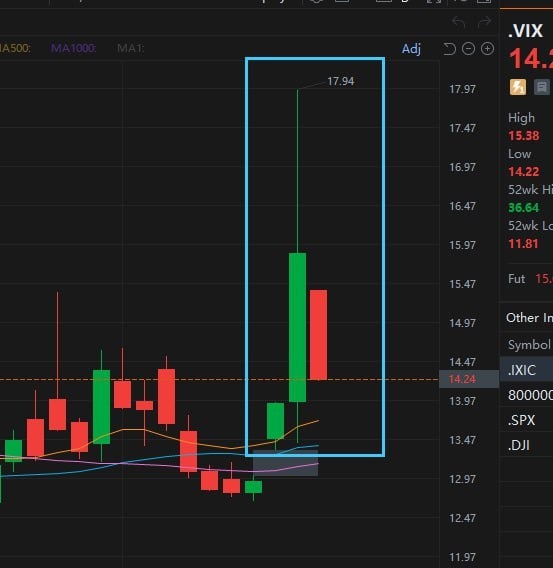 MA500:
MA1000:
MA1:
Adj
17.94
17.97
17.47
16.97
16.47
15.97
15.47
14.97
14.47
14.24
13.97
13.47
12.97
12.47
11.97
.VIX
14.2
High
15.38
Low
14.22
52wk Hi
36.64
52wk Lo
11.81
Fut 15.
Other In
Symbol
.IXIC
800000
.SPX
.DJI